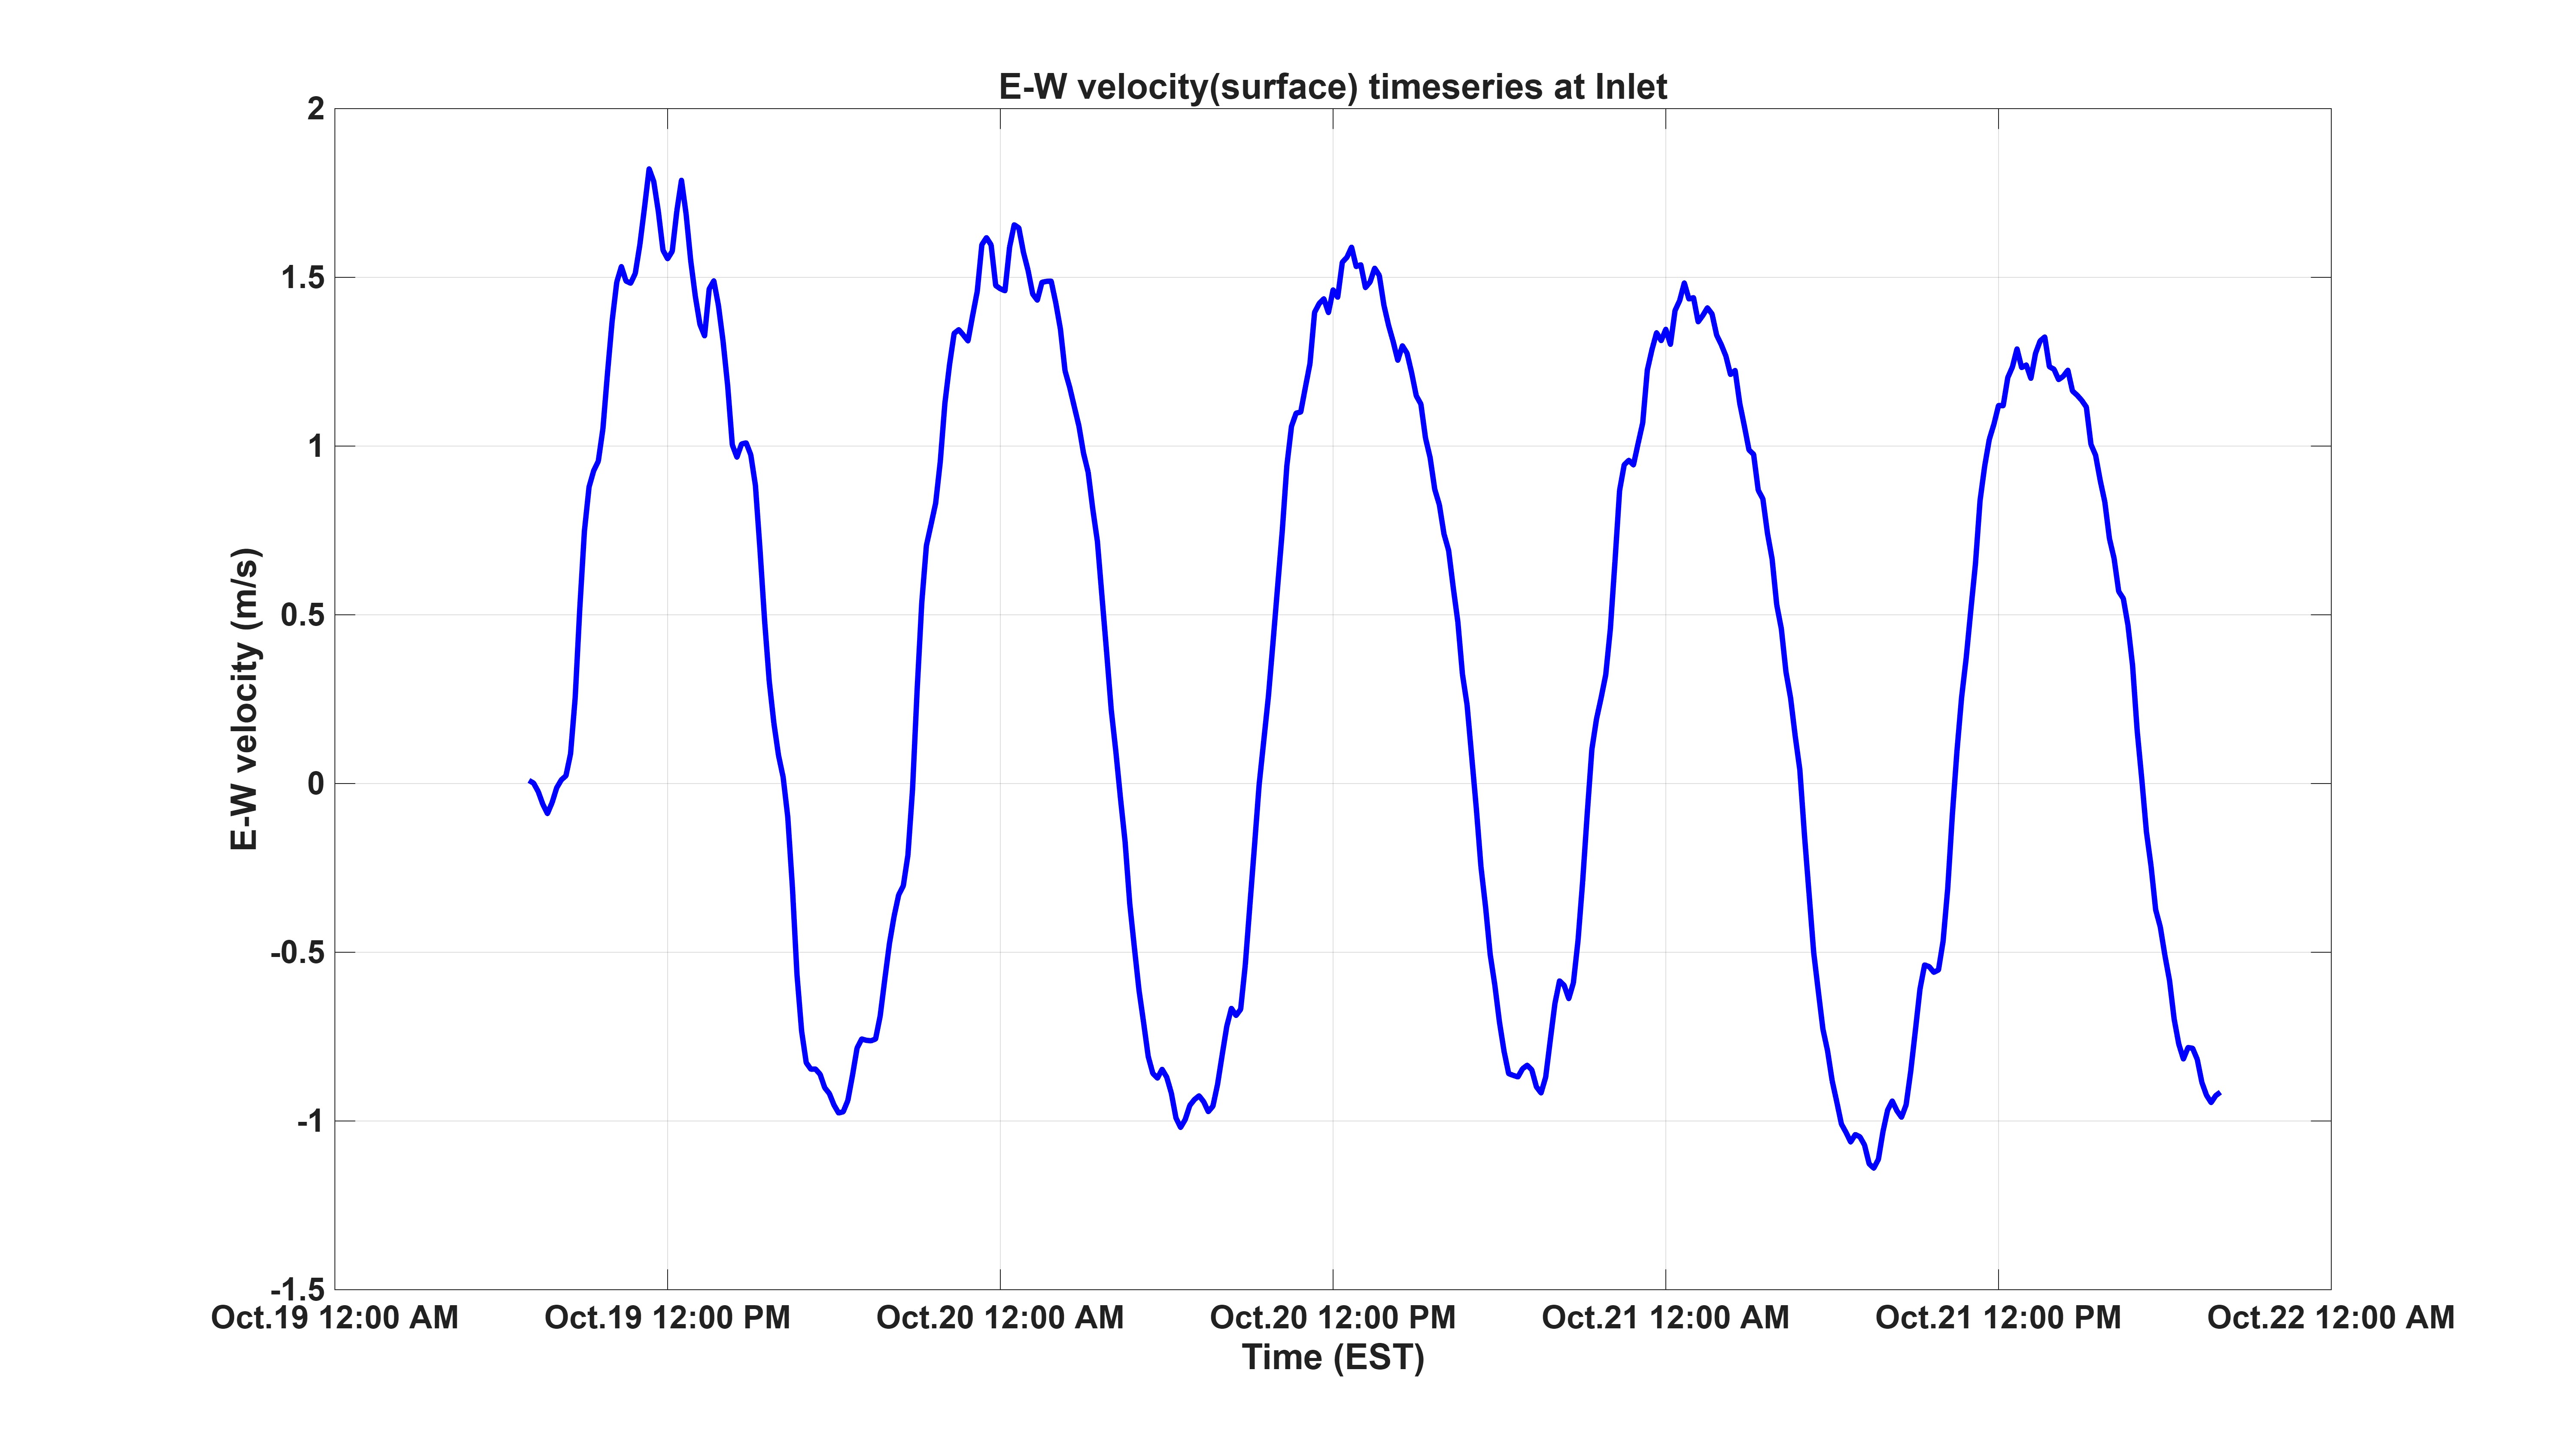 E-W velocity(surface) timeseries at Inlet
2
1.5
1
0.5
0
-0.5
-1
-1.5
E-W velocity (m/s)
Oct.19 12:00 AM Oct.19 12:00 PM Oct.20 12:00 AM Oct.20 12:00 PM Oct.21 12:00 AM Oct.21 12:00 PM Oct.22 12:00 AM
Time (EST)